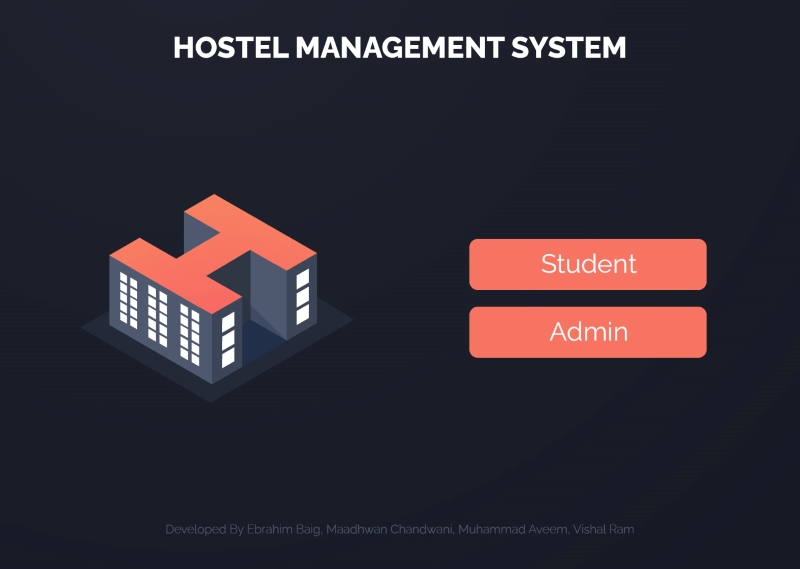 HOSTEL MANAGEMENT SYSTEM
Student
Admin
Developed By Ebrahim Baig, Maadhwan Chandwani, Muhammad Aveem, Vishal Ram